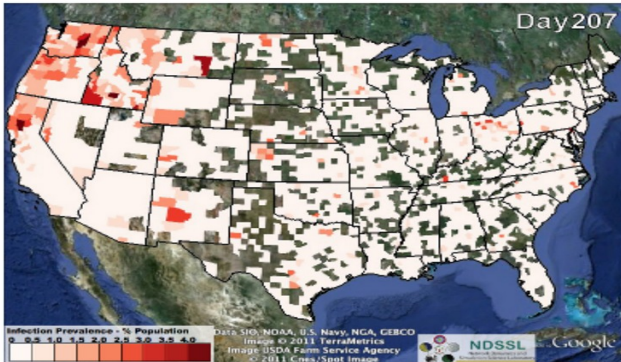 Day207
Infection Prevalence - % Population
0 0.5 1.0 1.5 2.0 2.5 3.0 3.5 4.0
Data SIO, NOAA, U.S. Navy, NGA, GEBCO
Image © 2011 TerraMetrics
Image USDA Farm Service Agency
© 2011 Cnes/Spot Image
NDSSL
Google